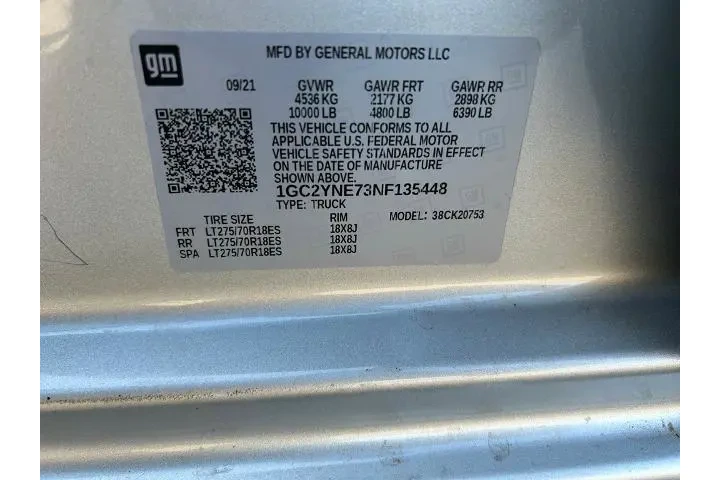 gm
MFD BY GENERAL MOTORS LLC
09/21 GVWR GAWR FRT GAWR RR
4536 KG 2177 KG 2898 KG
10000 LB 4800 LB 6390 LB
THIS VEHICLE CONFORMS TO ALL
APPLICABLE U.S. FEDERAL MOTOR
VEHICLE SAFETY STANDARDS IN EFFECT
ON THE DATE OF MANUFACTURE
SHOWN ABOVE.
1GC2YNE73NF135448
TYPE: TRUCK MODEL: 38CK20753
TIRE SIZE RIM
FRT LT275/70R18ES 18X8J
RR LT275/70R18ES 18X8J
SPA LT275/70R18ES 18X8J